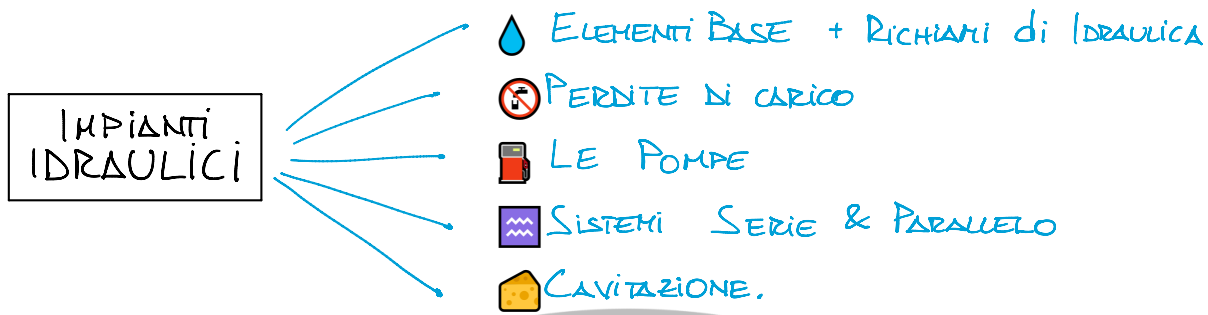 IMPIANTI
IDRAULICI
ELEMENTI BASE + RICHIAMI di IDRAULICA
PERDITE DI CARICO
LE POMPE
SISTEMI SERIE & PARALLELO
CAVITAZIONE.